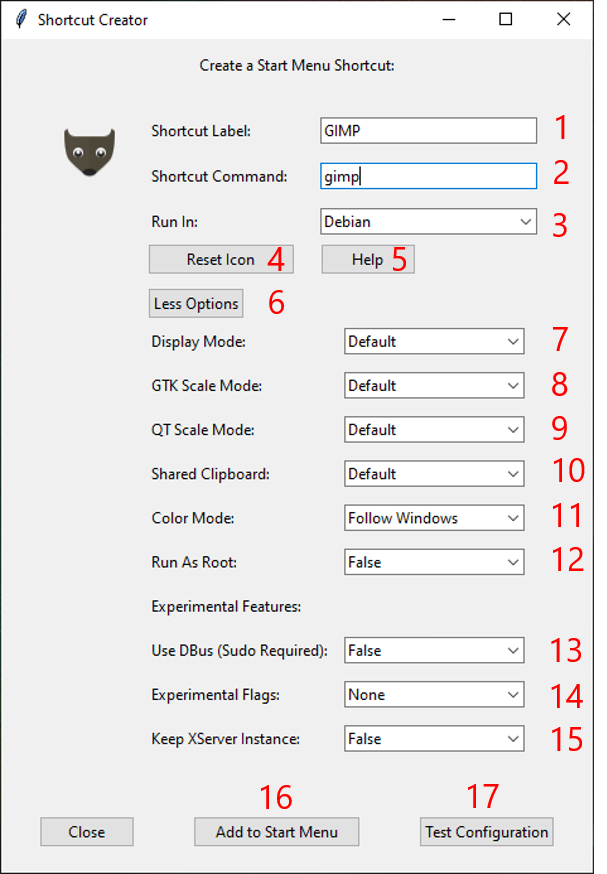 Shortcut Creator
Create a Start Menu Shortcut:
Shortcut Label: GIMP 1
Shortcut Command: gimp 2
Run In: Debian 3
Reset Icon 4 Help 5
Less Options 6
Display Mode: Default 7
GTK Scale Mode: Default 8
QT Scale Mode: Default 9
Shared Clipboard: Default 10
Color Mode: Follow Windows 11
Run As Root: False 12
Experimental Features:
Use DBus (Sudo Required): False 13
Experimental Flags: None 14
Keep XServer Instance: False 15
16 17
Close Add to Start Menu Test Configuration